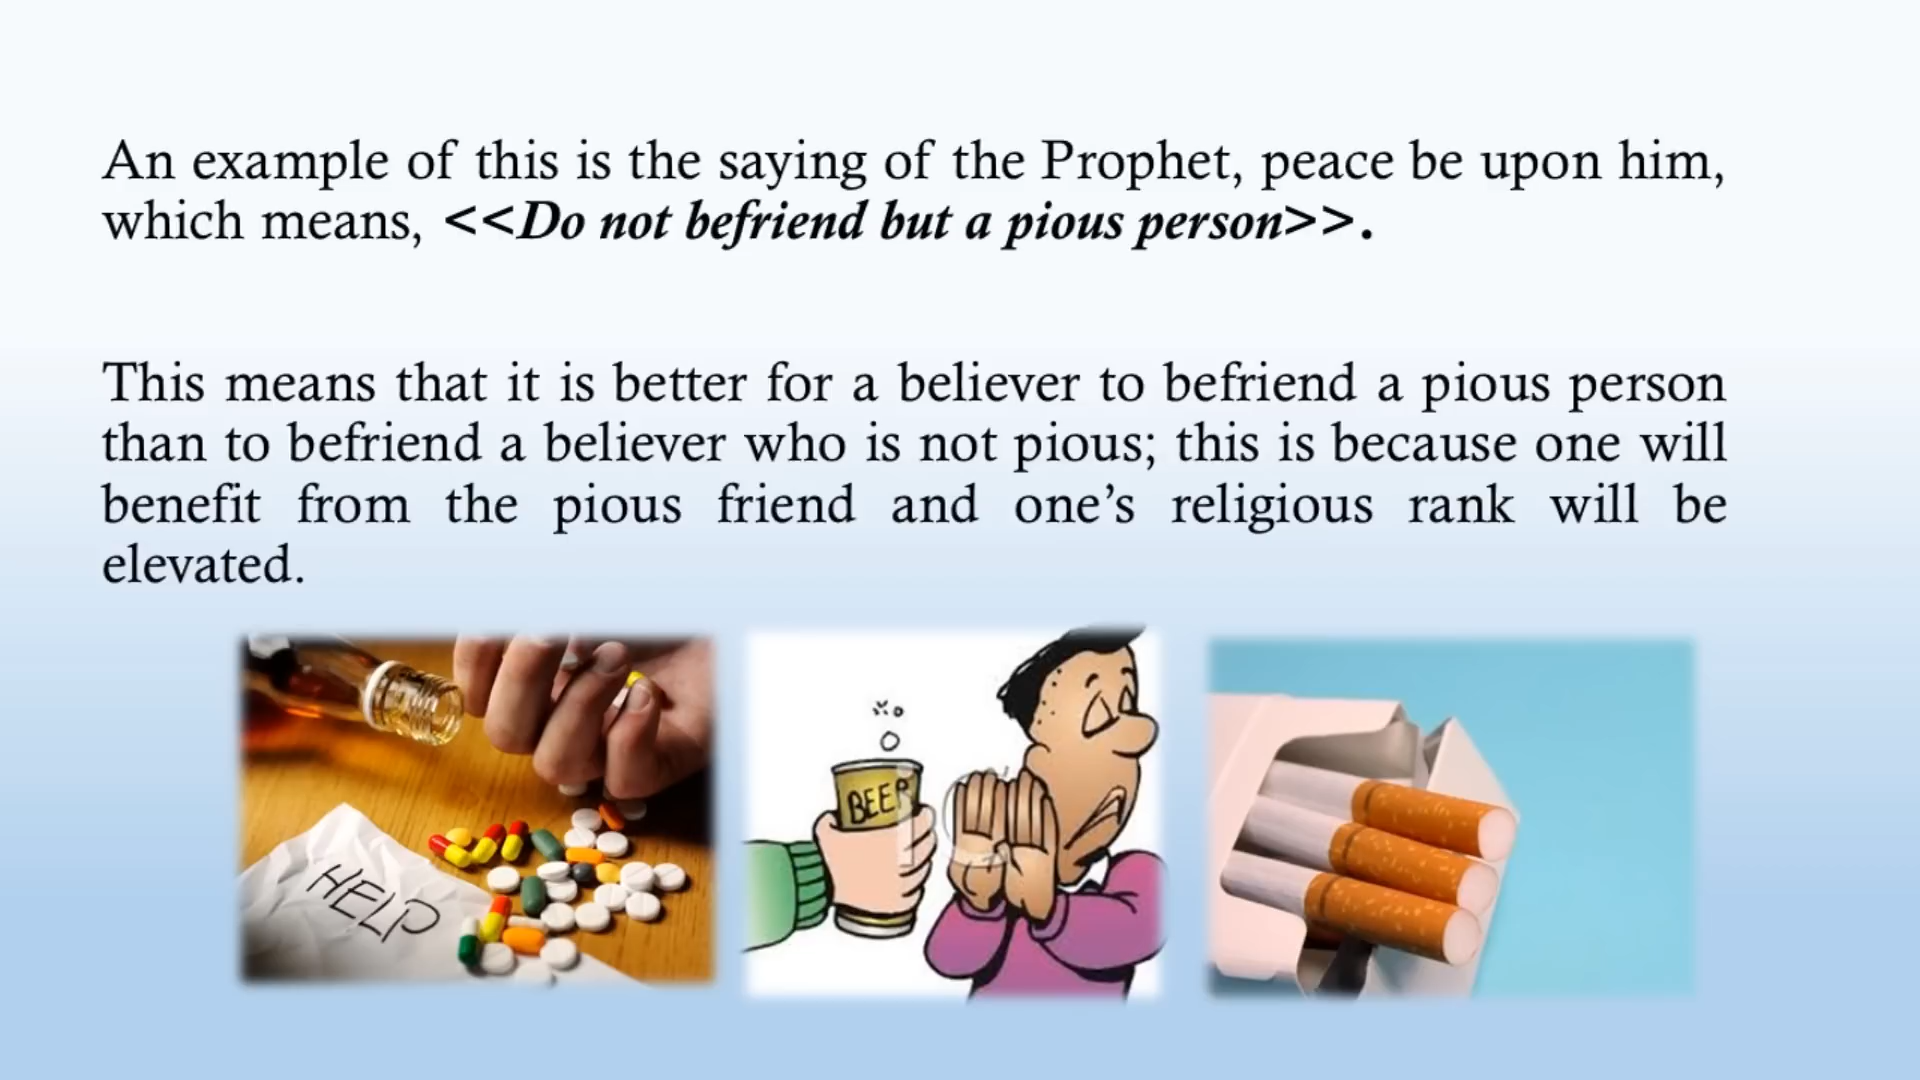 An example of this is the saying of the Prophet, peace be upon him,
which means, <<Do not befriend but a pious person>>.
This means that it is better for a believer to befriend a pious person
than to befriend a believer who is not pious; this is because one will
benefit from the pious friend and one’s religious rank will be
elevated.
HELP
BEER